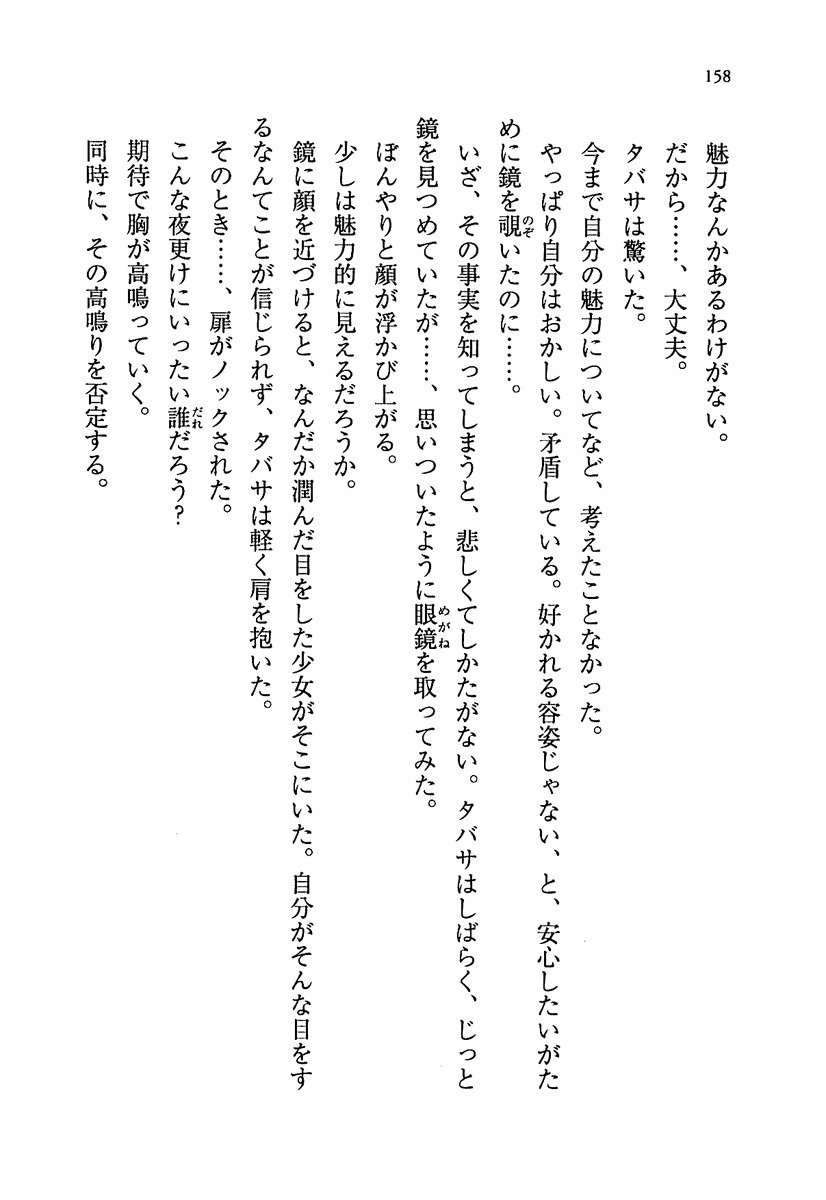 158
魅力なんかあるわけがない。
だから……、大丈夫。
タバサは驚いた。
今まで自分の魅力についてなど、考えたことなかった。
やっぱり自分はおかしい。矛盾している。好かれる容姿じゃない、と、安心したいがた
めに鏡を覗いたのに……。
のぞ
いざ、その事実を知ってしまうと、悲しくてしかたがない。タバサはしばらく、じっと
鏡を見つめていたが……、思いついたように眼鏡を取ってみた。
めがね
ぼんやりと顔が浮かび上がる。
少しは魅力的に見えるだろうか。
鏡に顔を近づけると、なんだか潤んだ目をした少女がそこにいた。自分がそんな目をす
るなんてことが信じられず、タバサは軽く肩を抱いた。
そのとき……、扉がノックされた。
こんな夜更けにいったい誰だろう?
だれ
期待で胸が高鳴っていく。
同時に、その高鳴りを否定する。